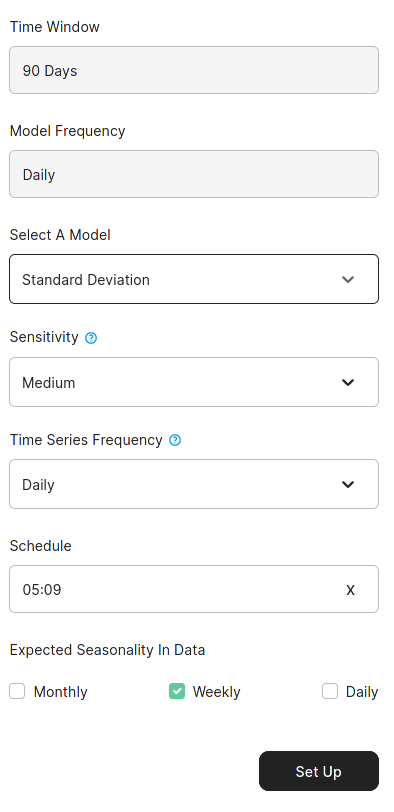 Time Window
90 Days
Model Frequency
Daily
Select A Model
Standard Deviation
Sensitivity ?
Medium
Time Series Frequency ?
Daily
Schedule
05:09 X
Expected Seasonality In Data
Monthly Weekly Daily
Set Up